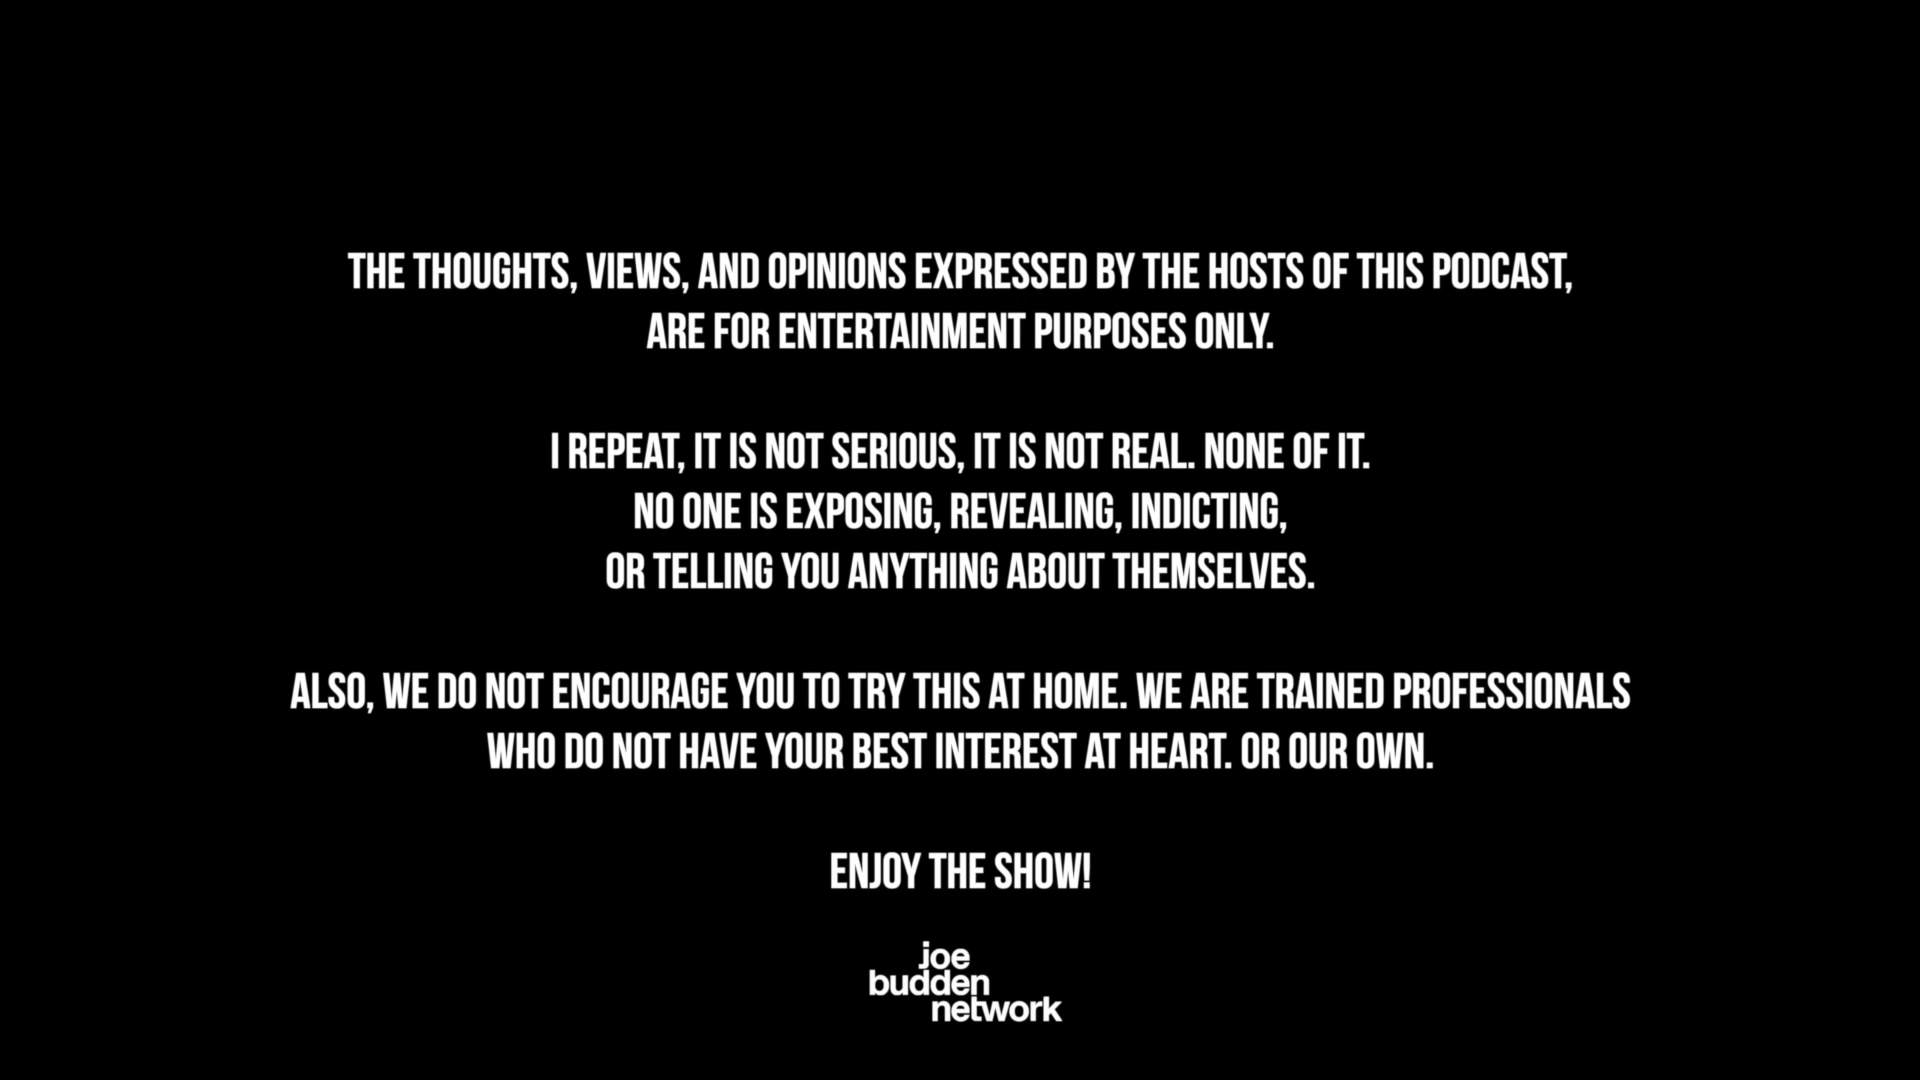 THE THOUGHTS, VIEWS, AND OPINIONS EXPRESSED BY THE HOSTS OF THIS PODCAST,
ARE FOR ENTERTAINMENT PURPOSES ONLY.
I REPEAT, IT IS NOT SERIOUS, IT IS NOT REAL. NONE OF IT.
NO ONE IS EXPOSING, REVEALING, INDICTING,
OR TELLING YOU ANYTHING ABOUT THEMSELVES.
ALSO, WE DO NOT ENCOURAGE YOU TO TRY THIS AT HOME. WE ARE TRAINED PROFESSIONALS
WHO DO NOT HAVE YOUR BEST INTEREST AT HEART. OR OUR OWN.
ENJOY THE SHOW!
joe
budden
network